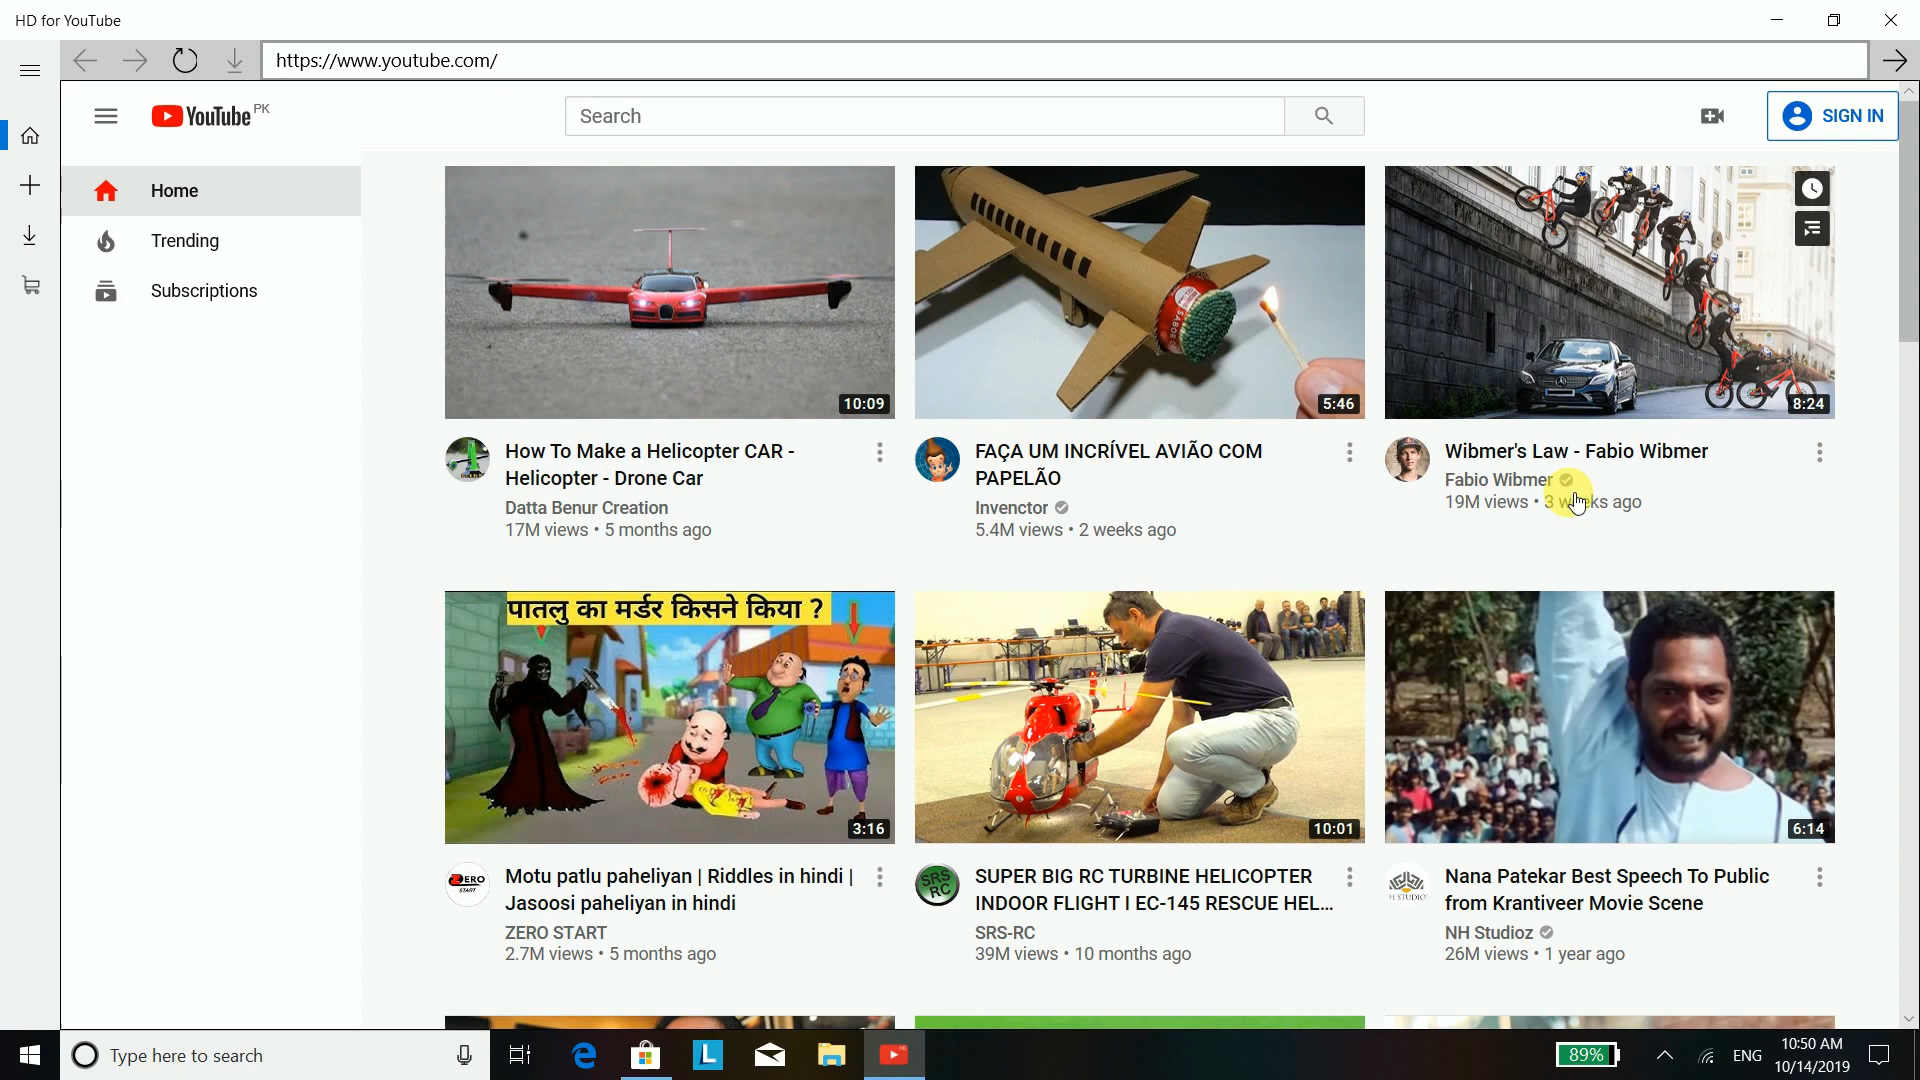 HD for YouTube
https://www.youtube.com/
YouTube PK
Search
SIGN IN
Home
Trending
Subscriptions
10:09
5:46
8:24
How To Make a Helicopter CAR -
Helicopter - Drone Car
Datta Benur Creation
17M views • 5 months ago
FAÇA UM INCRÍVEL AVIÃO COM
PAPELÃO
Invenctor
5.4M views • 2 weeks ago
Wibmer's Law - Fabio Wibmer
Fabio Wibmer
19M views • 3 weeks ago
पातलु का मर्डर किसने किया ?
3:16
10:01
6:14
ZERO
START
Motu patlu paheliyan | Riddles in hindi |
Jasoosi paheliyan in hindi
ZERO START
2.7M views • 5 months ago
SRS
RC
SUPER BIG RC TURBINE HELICOPTER
INDOOR FLIGHT I EC-145 RESCUE HEL...
SRS-RC
39M views • 10 months ago
Nana Patekar Best Speech To Public
from Krantiveer Movie Scene
NH Studioz
26M views • 1 year ago
Type here to search
89%
ENG
10:50 AM
10/14/2019